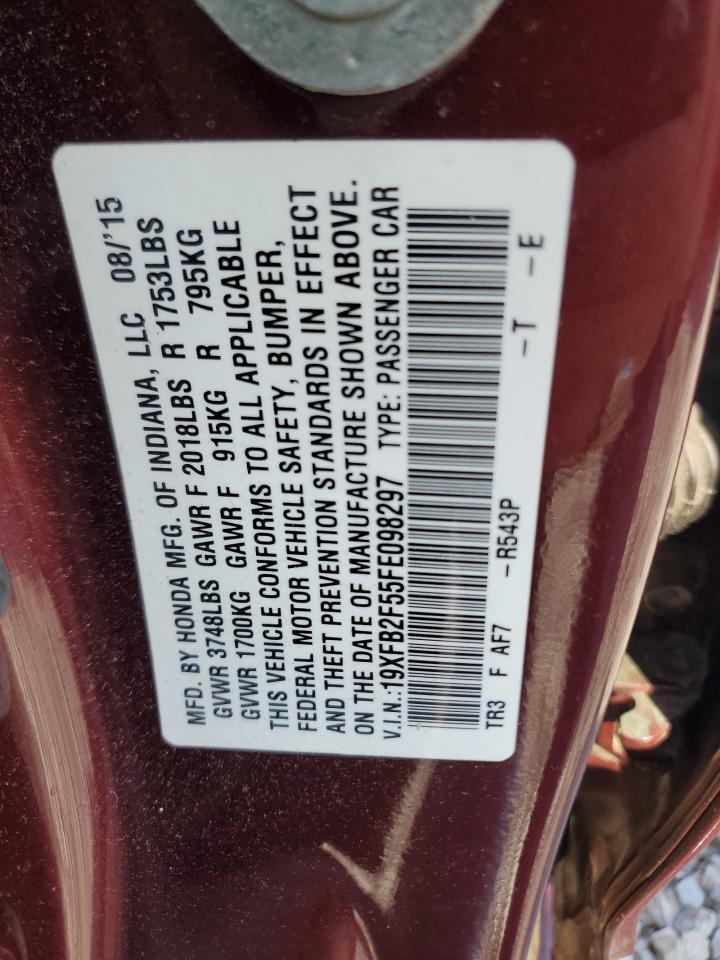 MFD. BY HONDA MFG. OF INDIANA, LLC 08/'15
GVWR 3748LBS GAWR F 2018LBS R 1753LBS
GVWR 1700KG GAWR F 915KG R 795KG
THIS VEHICLE CONFORMS TO ALL APPLICABLE
FEDERAL MOTOR VEHICLE SAFETY, BUMPER,
AND THEFT PREVENTION STANDARDS IN EFFECT
ON THE DATE OF MANUFACTURE SHOWN ABOVE.
V.I.N.:19XFB2F55FE098297 TYPE: PASSENGER CAR
TR3 F AF7 -R543P -T -E